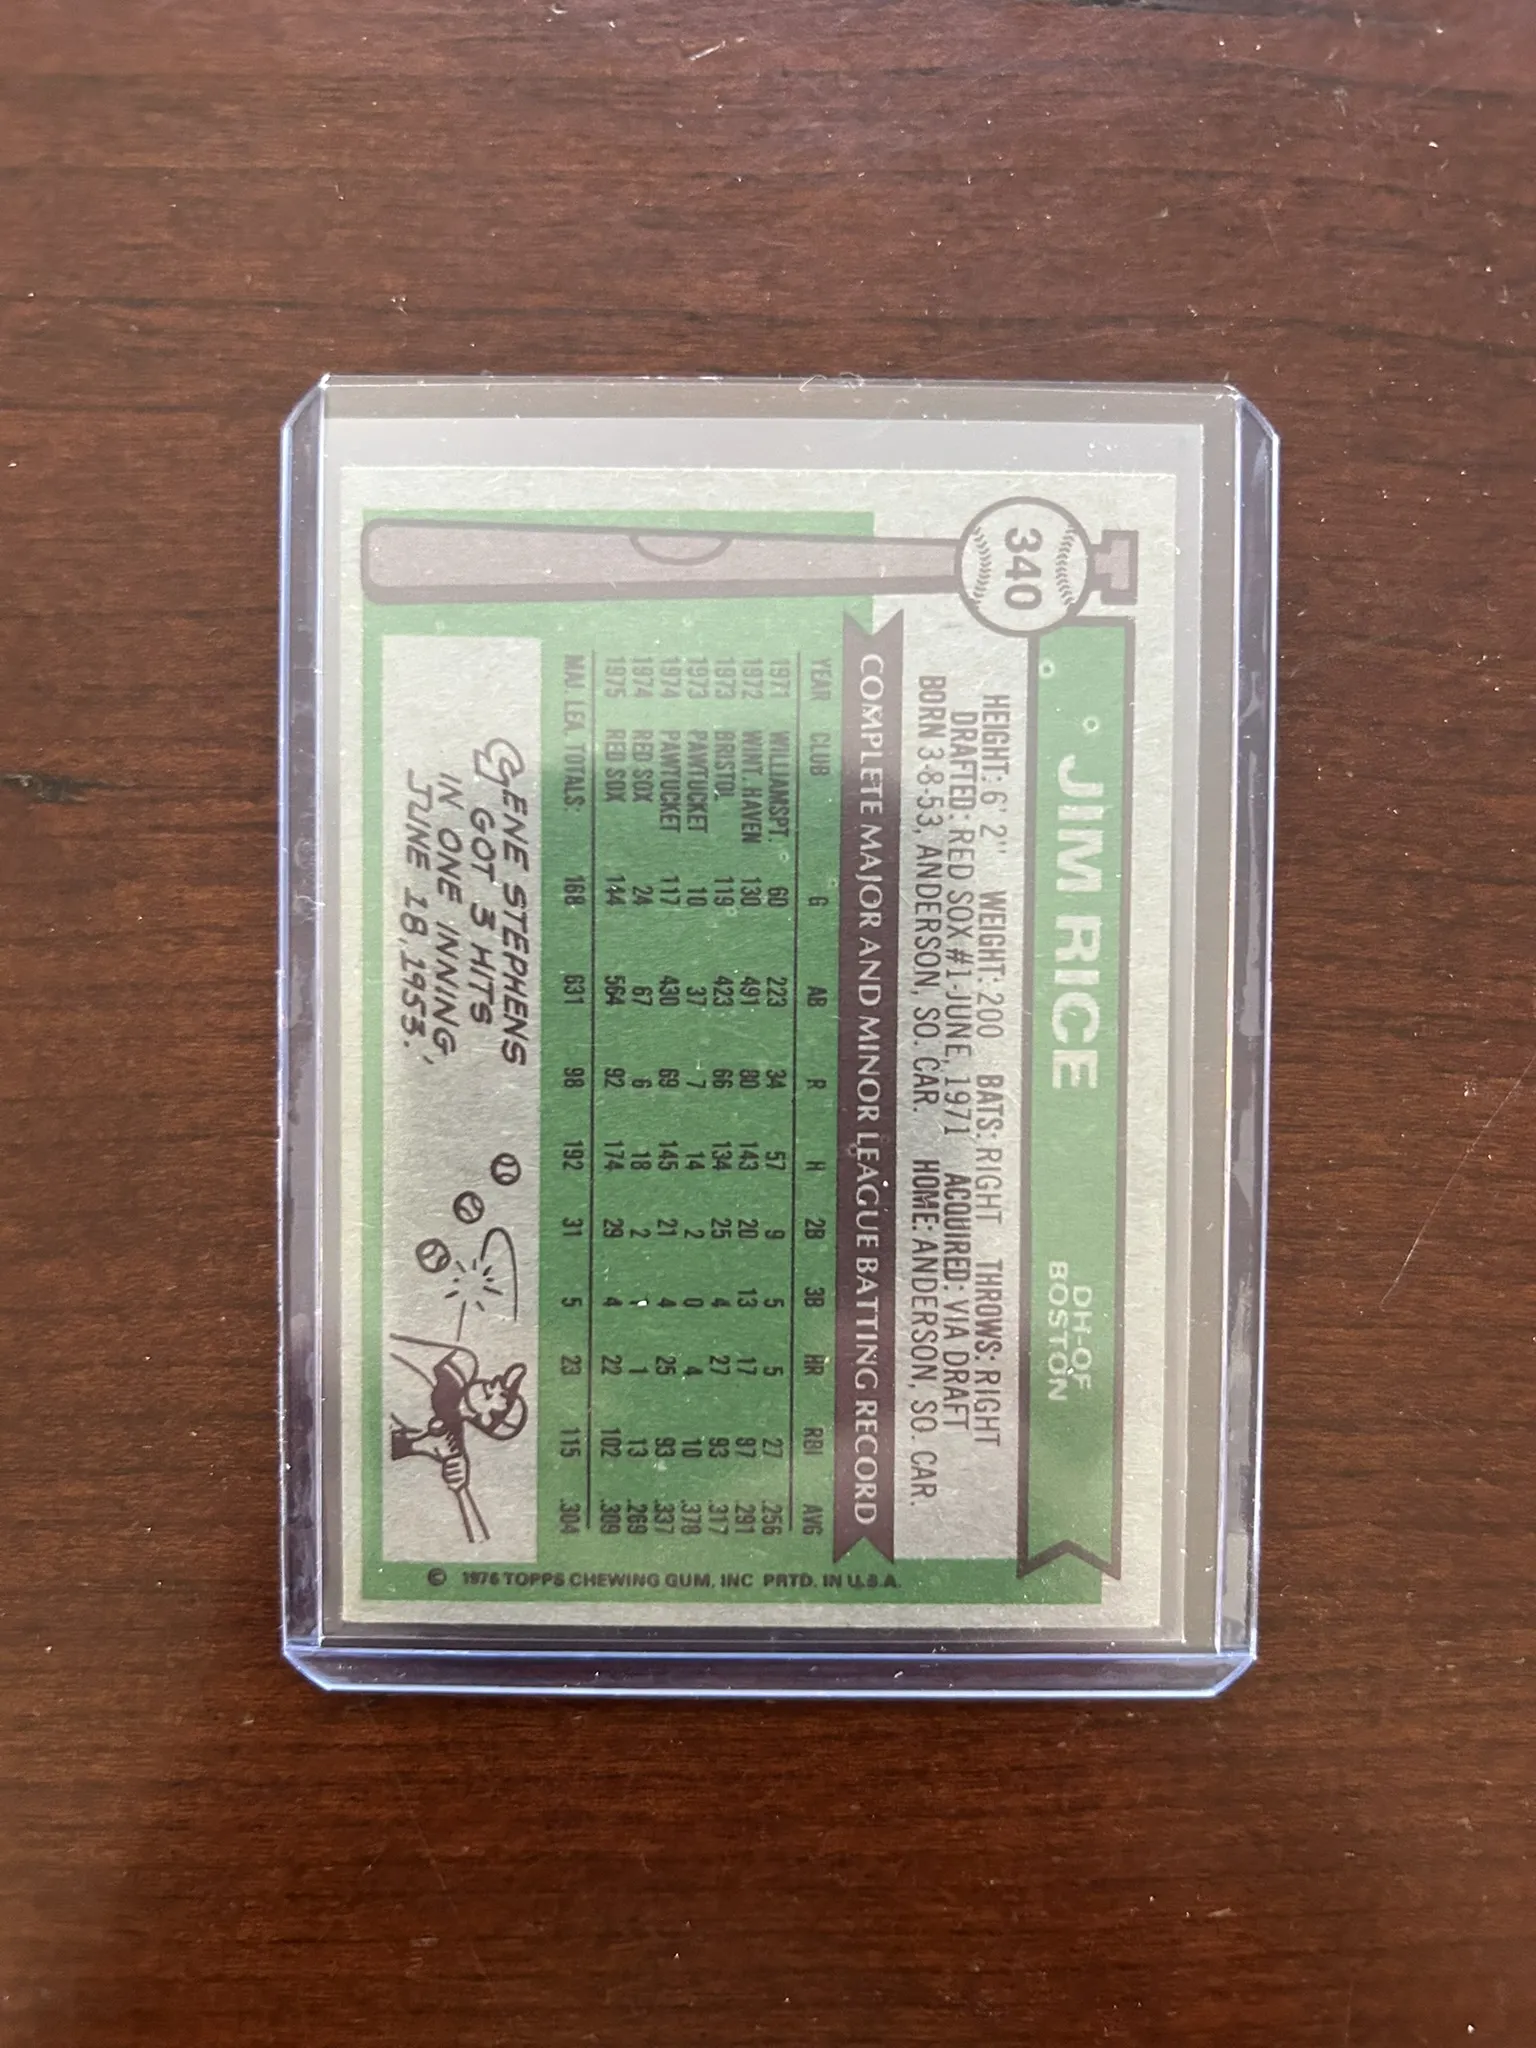 340
JIM RICE
DH-OF
BOSTON
HEIGHT: 6' 2" WEIGHT: 200 BATS: RIGHT THROWS: RIGHT
DRAFTED: RED SOX #1-JUNE, 1971 ACQUIRED: VIA DRAFT
BORN 3-8-53, ANDERSON, SO. CAR. HOME: ANDERSON, SO. CAR.
COMPLETE MAJOR AND MINOR LEAGUE BATTING RECORD
YEAR CLUB G AB R H 2B 3B HR RBI AVG
1971 WILLIAMSPT. 60 223 34 57 9 5 5 27 .256
1972 WINT. HAVEN 130 491 80 143 20 13 17 87 .291
1973 BRISTOL 119 423 66 134 25 4 27 93 .317
1973 PAWTUCKET 10 37 7 14 2 0 4 10 .378
1974 PAWTUCKET 117 430 69 145 21 4 25 93 .337
1974 RED SOX 24 67 6 18 2 1 1 13 .269
1975 RED SOX 144 564 92 174 29 4 22 102 .309
MAJ. LEA. TOTALS: 168 631 98 192 31 5 23 115 .304
GENE STEPHENS
GOT 3 HITS
IN ONE INNING,
JUNE 18, 1953.
© 1976 TOPPS CHEWING GUM, INC PRTD. IN U.S.A.